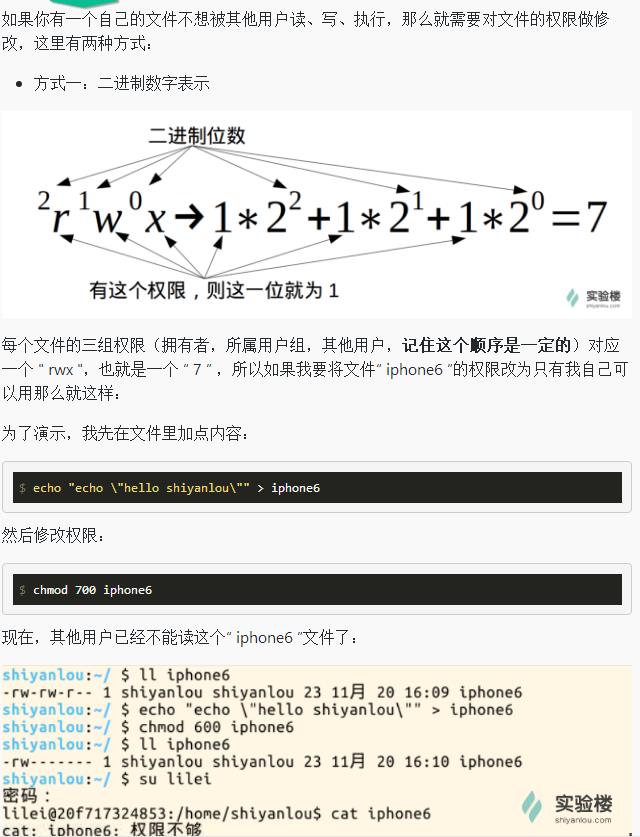 如果你有一个自己的文件不想被其他用户读、写、执行，那么就需要对文件的权限做修
改，这里有两种方式：
方式一：二进制数字表示
二进制位数
2r 1w 0x → 1∗2^2+1∗2^1+1∗2^0=7
有这个权限，则这一位就为 1
实验楼
shiyanlou.com
每个文件的三组权限（拥有者，所属用户组，其他用户，记住这个顺序是一定的）对应
一个 " rwx "，也就是一个 “ 7 ” ，所以如果我要将文件“ iphone6 ”的权限改为只有我自己可
以用那么就这样：
为了演示，我先在文件里加点内容：
$ echo "echo \"hello shiyanlou\"" > iphone6
然后修改权限：
$ chmod 700 iphone6
现在，其他用户已经不能读这个“ iphone6 ”文件了：
shiyanlou:~/ $ ll iphone6
-rw-rw-r-- 1 shiyanlou shiyanlou 23 11月 20 16:09 iphone6
shiyanlou:~/ $ echo "echo \"hello shiyanlou\"" > iphone6
shiyanlou:~/ $ chmod 600 iphone6
shiyanlou:~/ $ ll iphone6
-rw------- 1 shiyanlou shiyanlou 23 11月 20 16:10 iphone6
shiyanlou:~/ $ su lilei
密码：
lilei@20f717324853:/home/shiyanlou$ cat iphone6
cat: iphone6: 权限不够
实验楼
shiyanlou.com